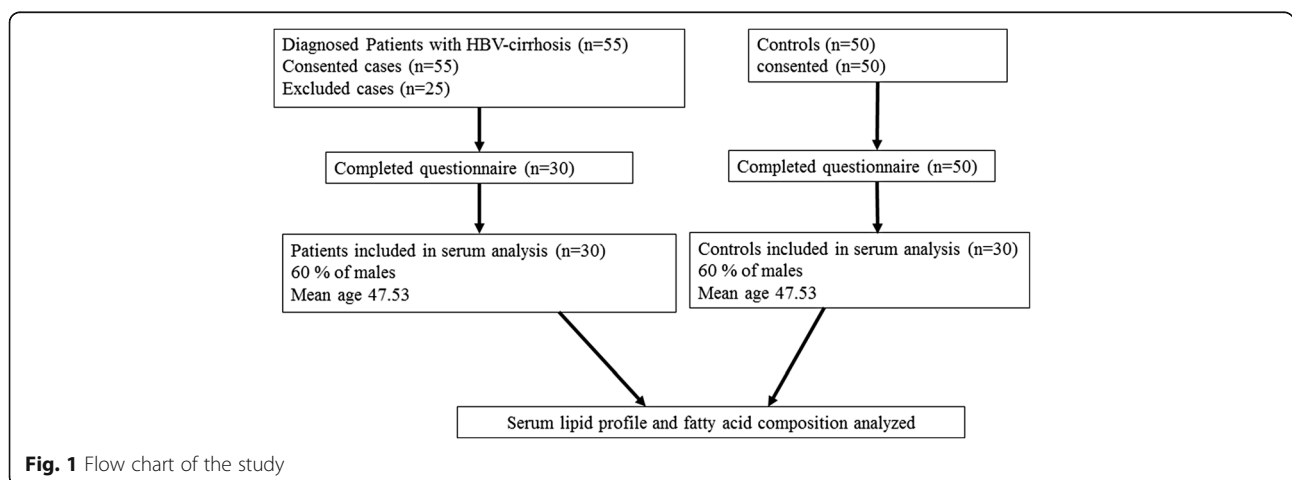 Diagnosed Patients with HBV-cirrhosis (n=55)
Consented cases (n=55)
Excluded cases (n=25)
Controls (n=50)
consented (n=50)
Completed questionnaire (n=30)
Completed questionnaire (n=50)
Patients included in serum analysis (n=30)
60 % of males
Mean age 47.53
Controls included in serum analysis (n=30)
60 % of males
Mean age 47.53
Serum lipid profile and fatty acid composition analyzed
Fig. 1 Flow chart of the study